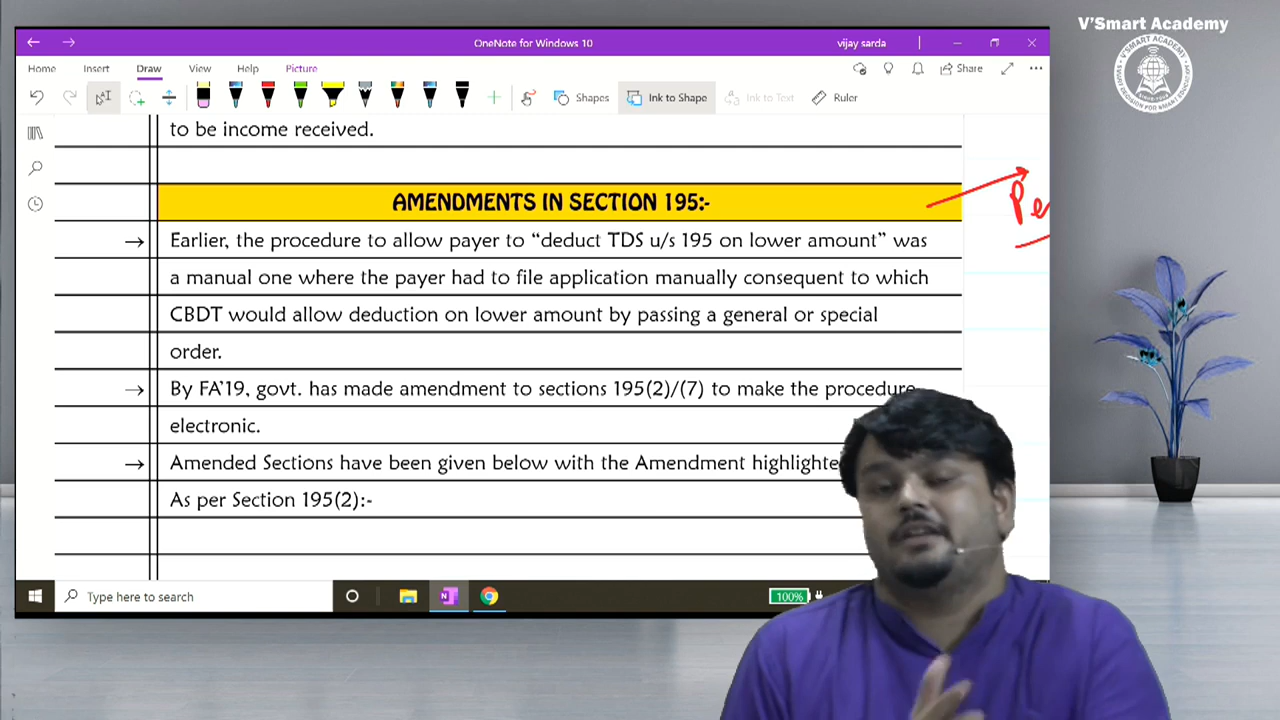 V'Smart Academy
OneNote for Windows 10
vijay sarda
Home Insert Draw View Help Picture
Share
Shapes
Ink to Shape
Ink to Text
Ruler
to be income received.
AMENDMENTS IN SECTION 195:-
Pe
→ Earlier, the procedure to allow payer to “deduct TDS u/s 195 on lower amount” was
a manual one where the payer had to file application manually consequent to which
CBDT would allow deduction on lower amount by passing a general or special
order.
→ By FA’19, govt. has made amendment to sections 195(2)/(7) to make the procedure
electronic.
→ Amended Sections have been given below with the Amendment highlighte
As per Section 195(2):-
Type here to search
100%